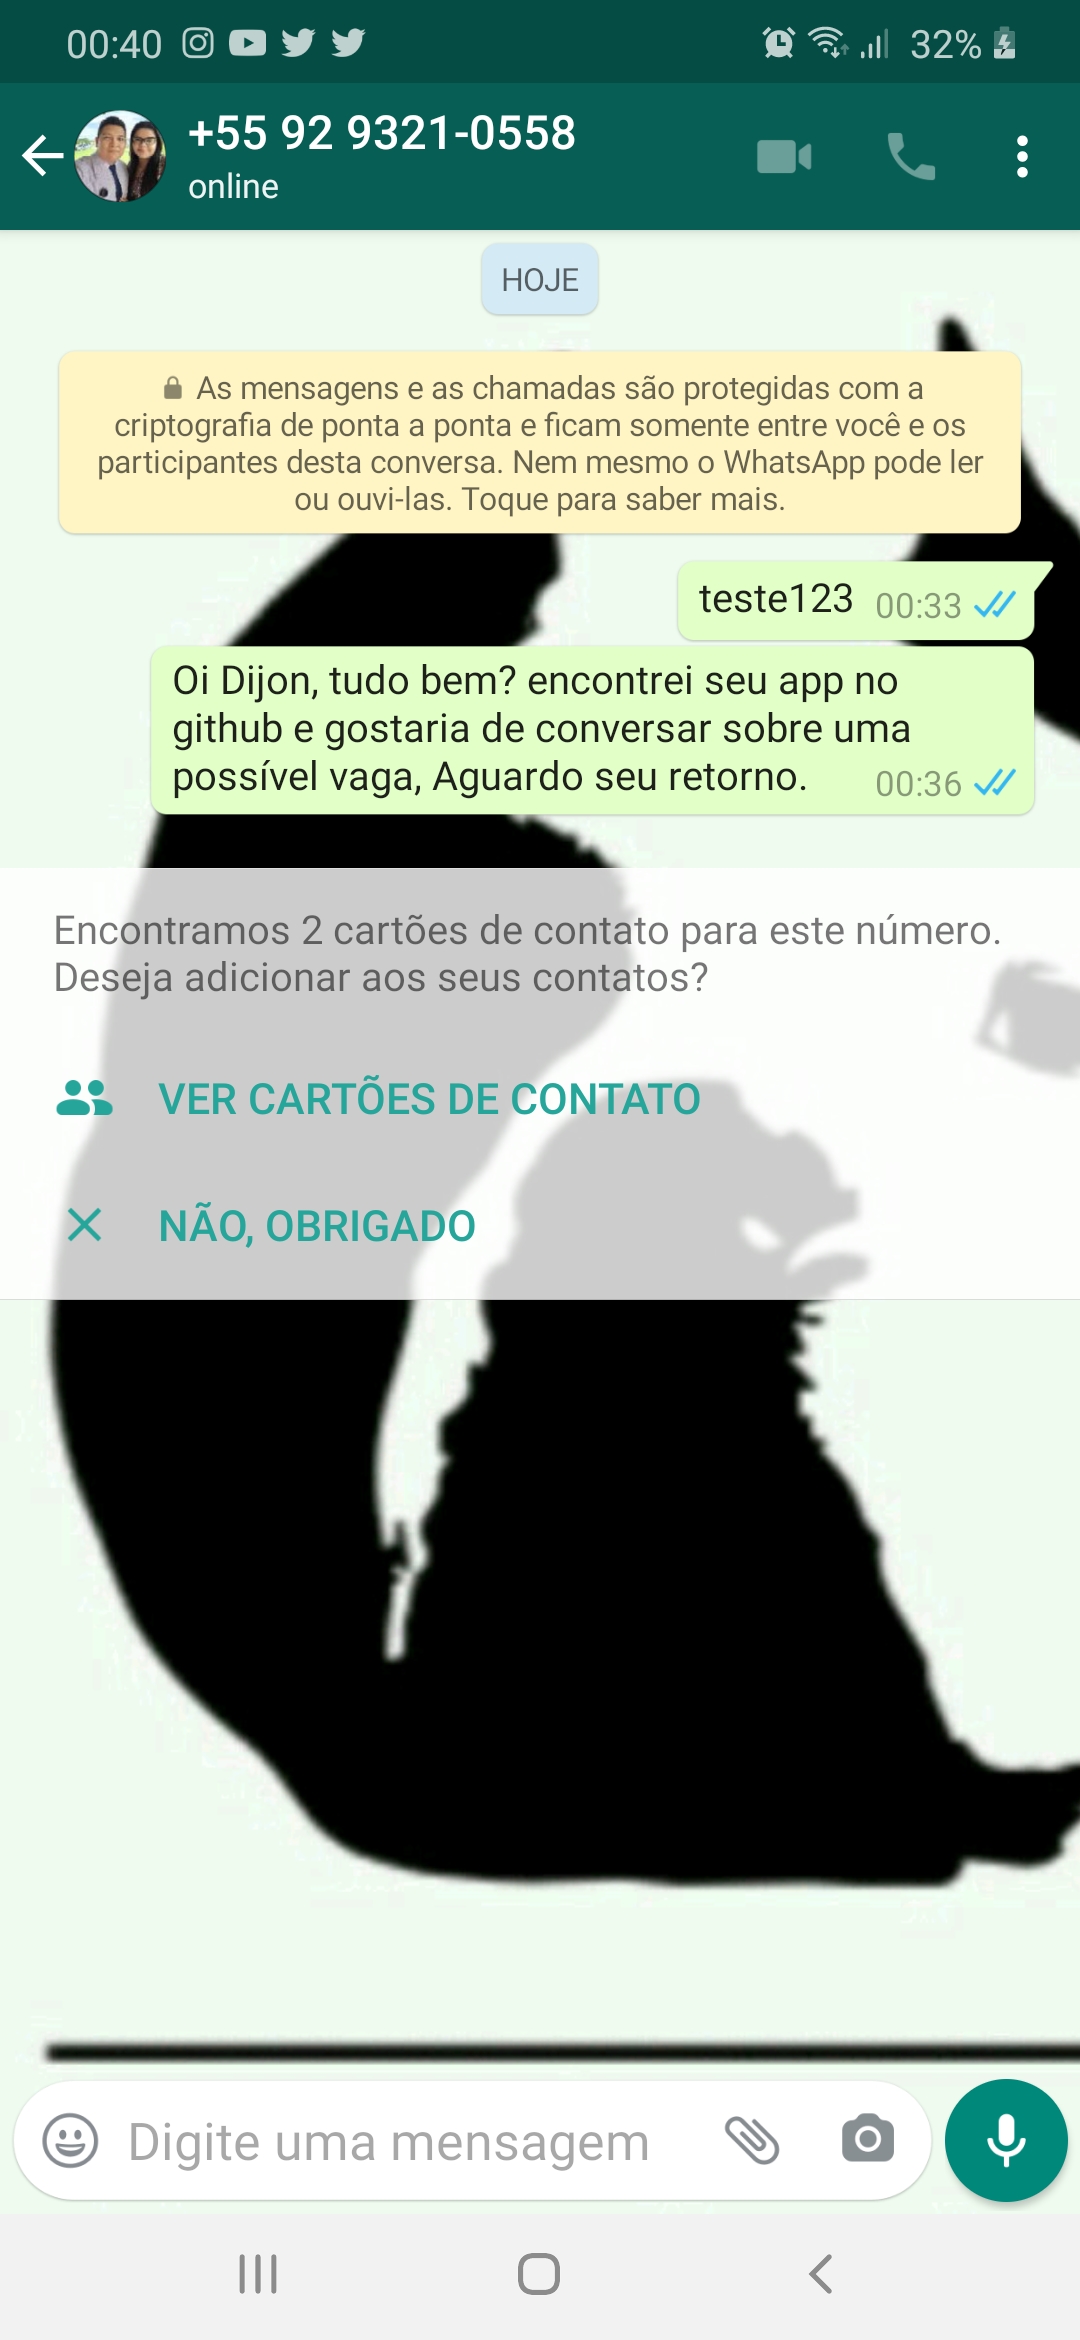 00:40 32%
+55 92 9321-0558
online
HOJE
As mensagens e as chamadas são protegidas com a
criptografia de ponta a ponta e ficam somente entre você e os
participantes desta conversa. Nem mesmo o WhatsApp pode ler
ou ouvi-las. Toque para saber mais.
teste123 00:33
Oi Dijon, tudo bem? encontrei seu app no
github e gostaria de conversar sobre uma
possível vaga, Aguardo seu retorno. 00:36
Encontramos 2 cartões de contato para este número.
Deseja adicionar aos seus contatos?
VER CARTÕES DE CONTATO
NÃO, OBRIGADO
Digite uma mensagem